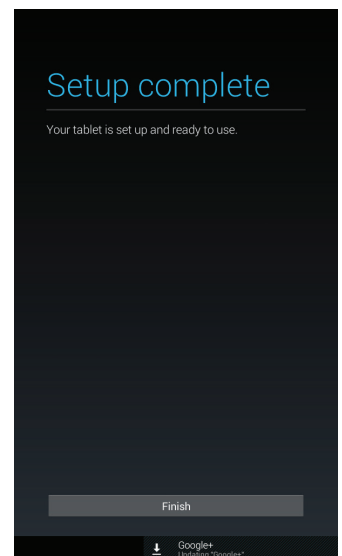 Setup complete
Your tablet is set up and ready to use.
Finish
Google+
Updating "Google+"